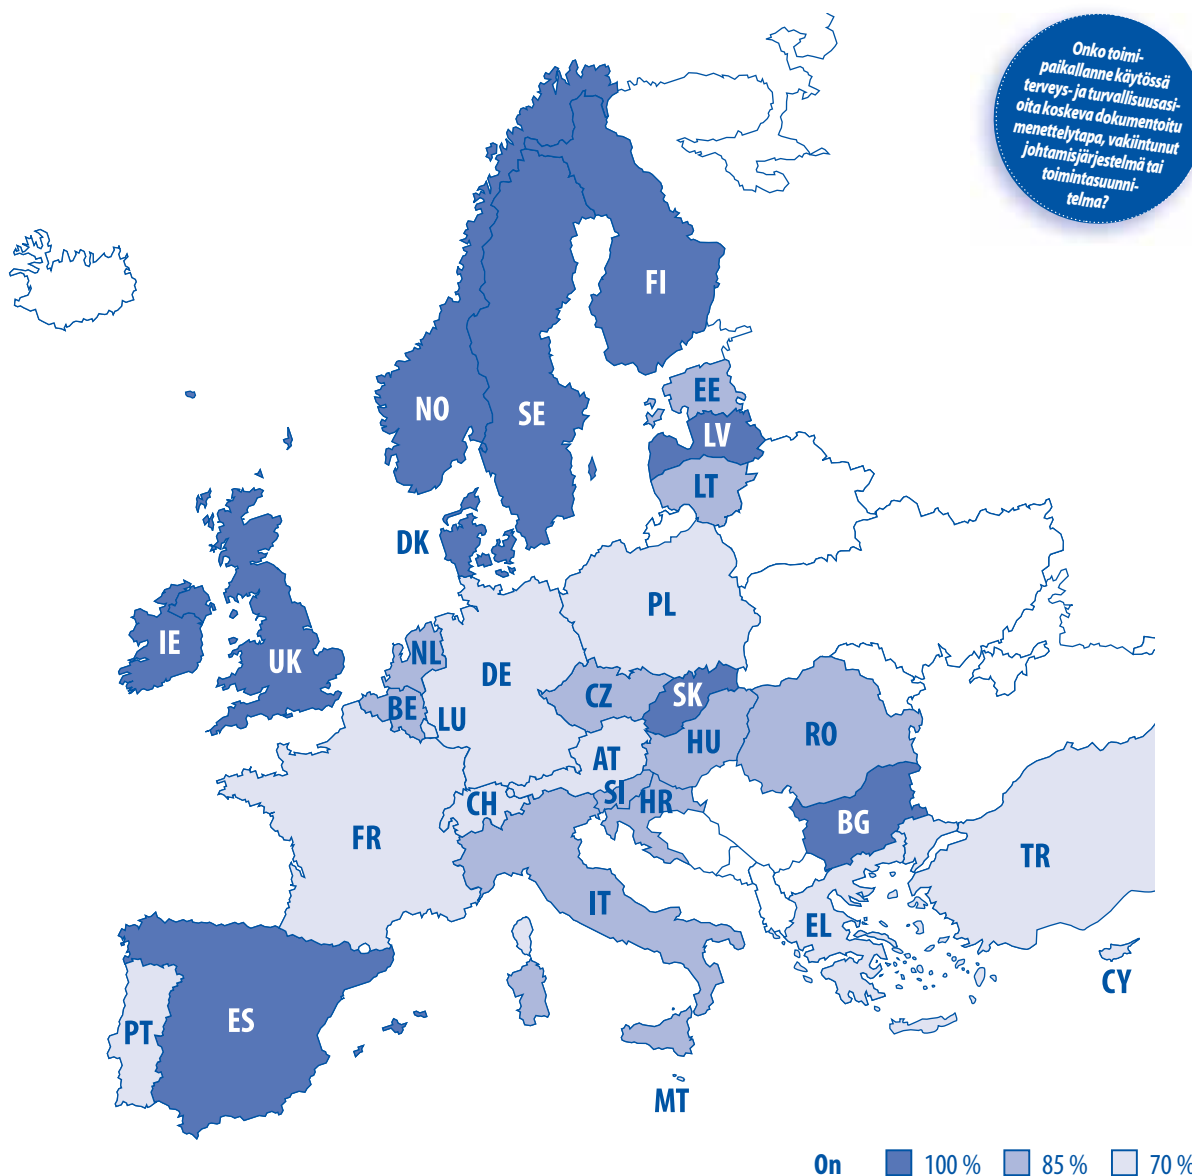 Onko toimi-
paikallanne käytössä
terveys- ja turvallisuusasi-
oita koskeva dokumentoitu
menettelytapa, vakiintunut
johtamisjärjestelmä tai
toimintasuunni-
telma?
FI
NO
SE
EE
LV
LT
DK
PL
IE
UK
NL
DE
BE
LU
CZ
SK
AT
HU
RO
CH
SI
HR
FR
BG
TR
IT
EL
CY
PT
ES
MT
On 100 % 85 % 70 %